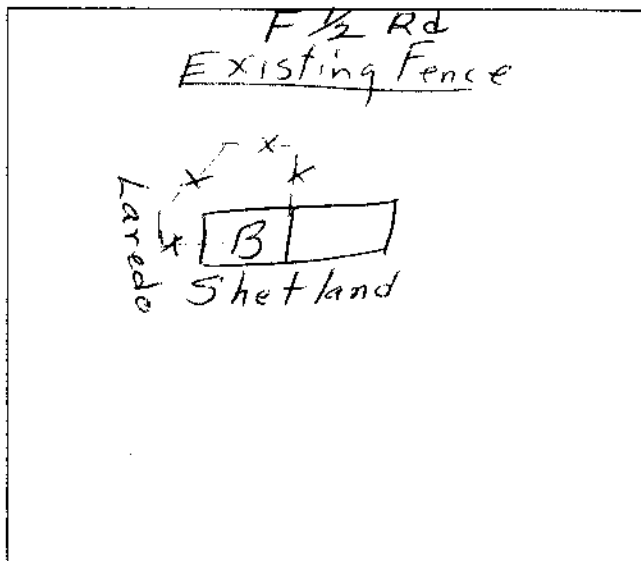 F 1/2 Rd
Existing Fence
x
x
x
x
Laredo
B
Shetland